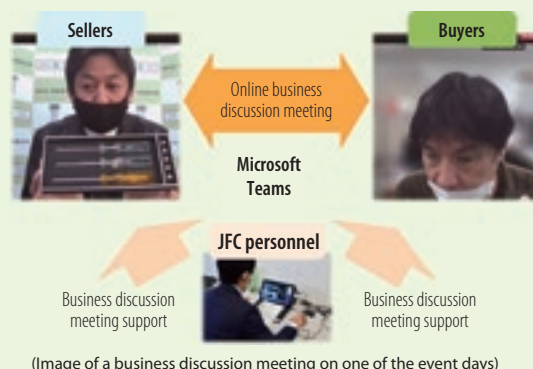 Sellers
Buyers
Online business
discussion meeting
Microsoft
Teams
JFC personnel
Business discussion
meeting support
Business discussion
meeting support
(Image of a business discussion meeting on one of the event days)